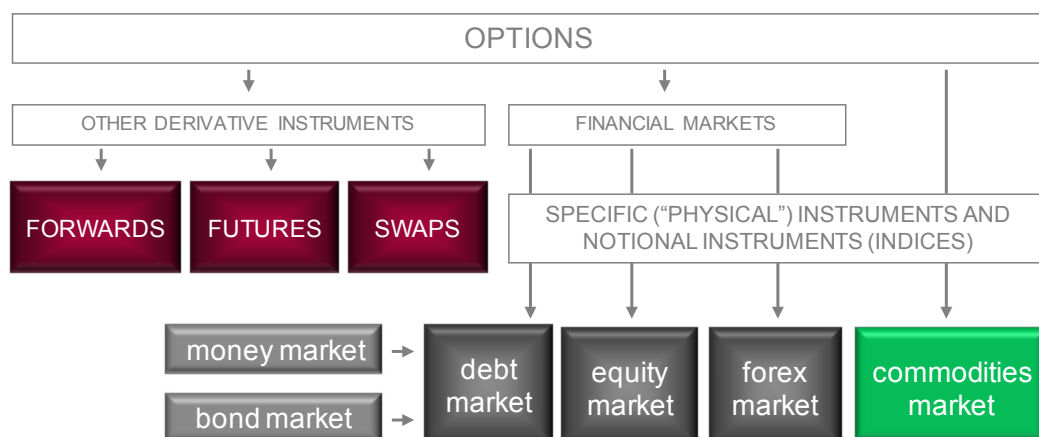 OPTIONS
OTHER DERIVATIVE INSTRUMENTS
FINANCIAL MARKETS
FORWARDS
FUTURES
SWAPS
SPECIFIC (“PHYSICAL”) INSTRUMENTS AND
NOTIONAL INSTRUMENTS (INDICES)
money market
bond market
debt
market
equity
market
forex
market
commodities
market